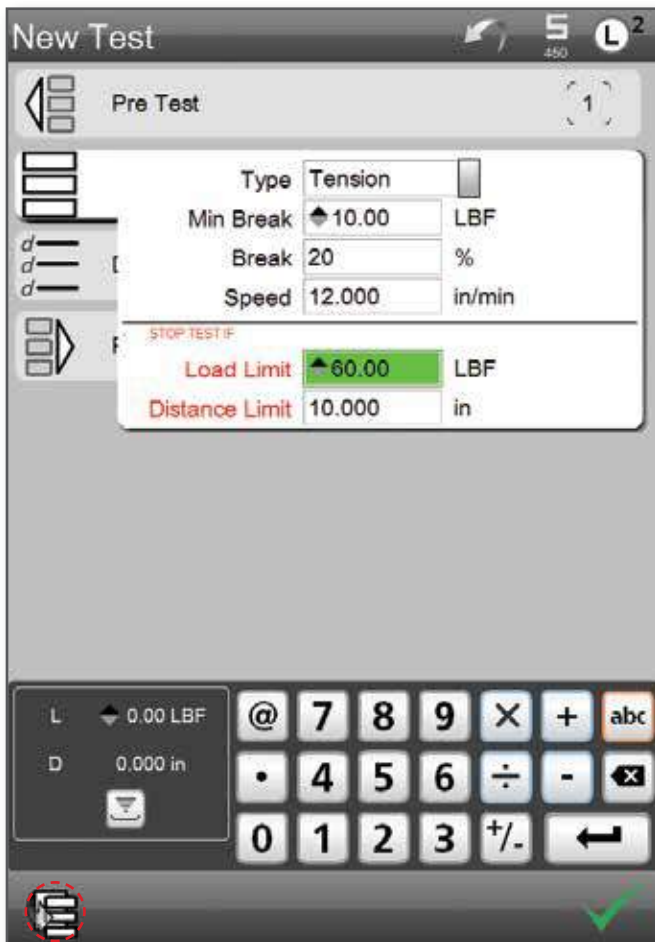 New Test
450
L 2
Pre Test
1
Type Tension
Min Break 10.00 LBF
d
Break 20 %
d
d
Speed 12.000 in/min
STOP TEST IF
Load Limit 60.00 LBF
Distance Limit 10.000 in
L 0.00 LBF
D 0.000 in
@ 7 8 9 × + abc
. 4 5 6 ÷ -
0 1 2 3 +/-